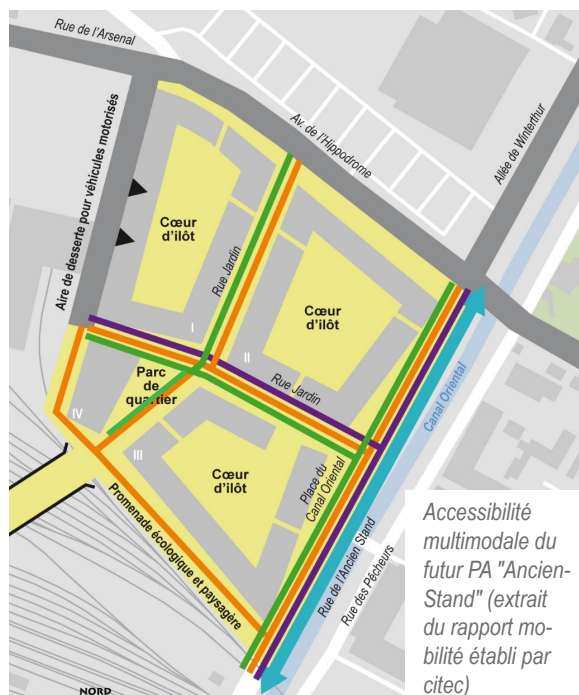 Rue de l'Arsenal
Av. de l'Hippodrome
Allée de Winterthur
Aire de desserte pour véhicules motorisés
Cœur
d'ilôt
Rue Jardin
Cœur
d'ilôt
I
II
Canal Oriental
Parc
de
quartier
Rue Jardin
IV
III
Cœur
d'ilôt
Place du
Canal Oriental
Promenade écologique et paysagère
Rue de l'Ancien Stand
Rue des Pêcheurs
Accessibilité
multimodale du
futur PA "Ancien-
Stand" (extrait
du rapport mo-
bilité établi par
citec)
NORD